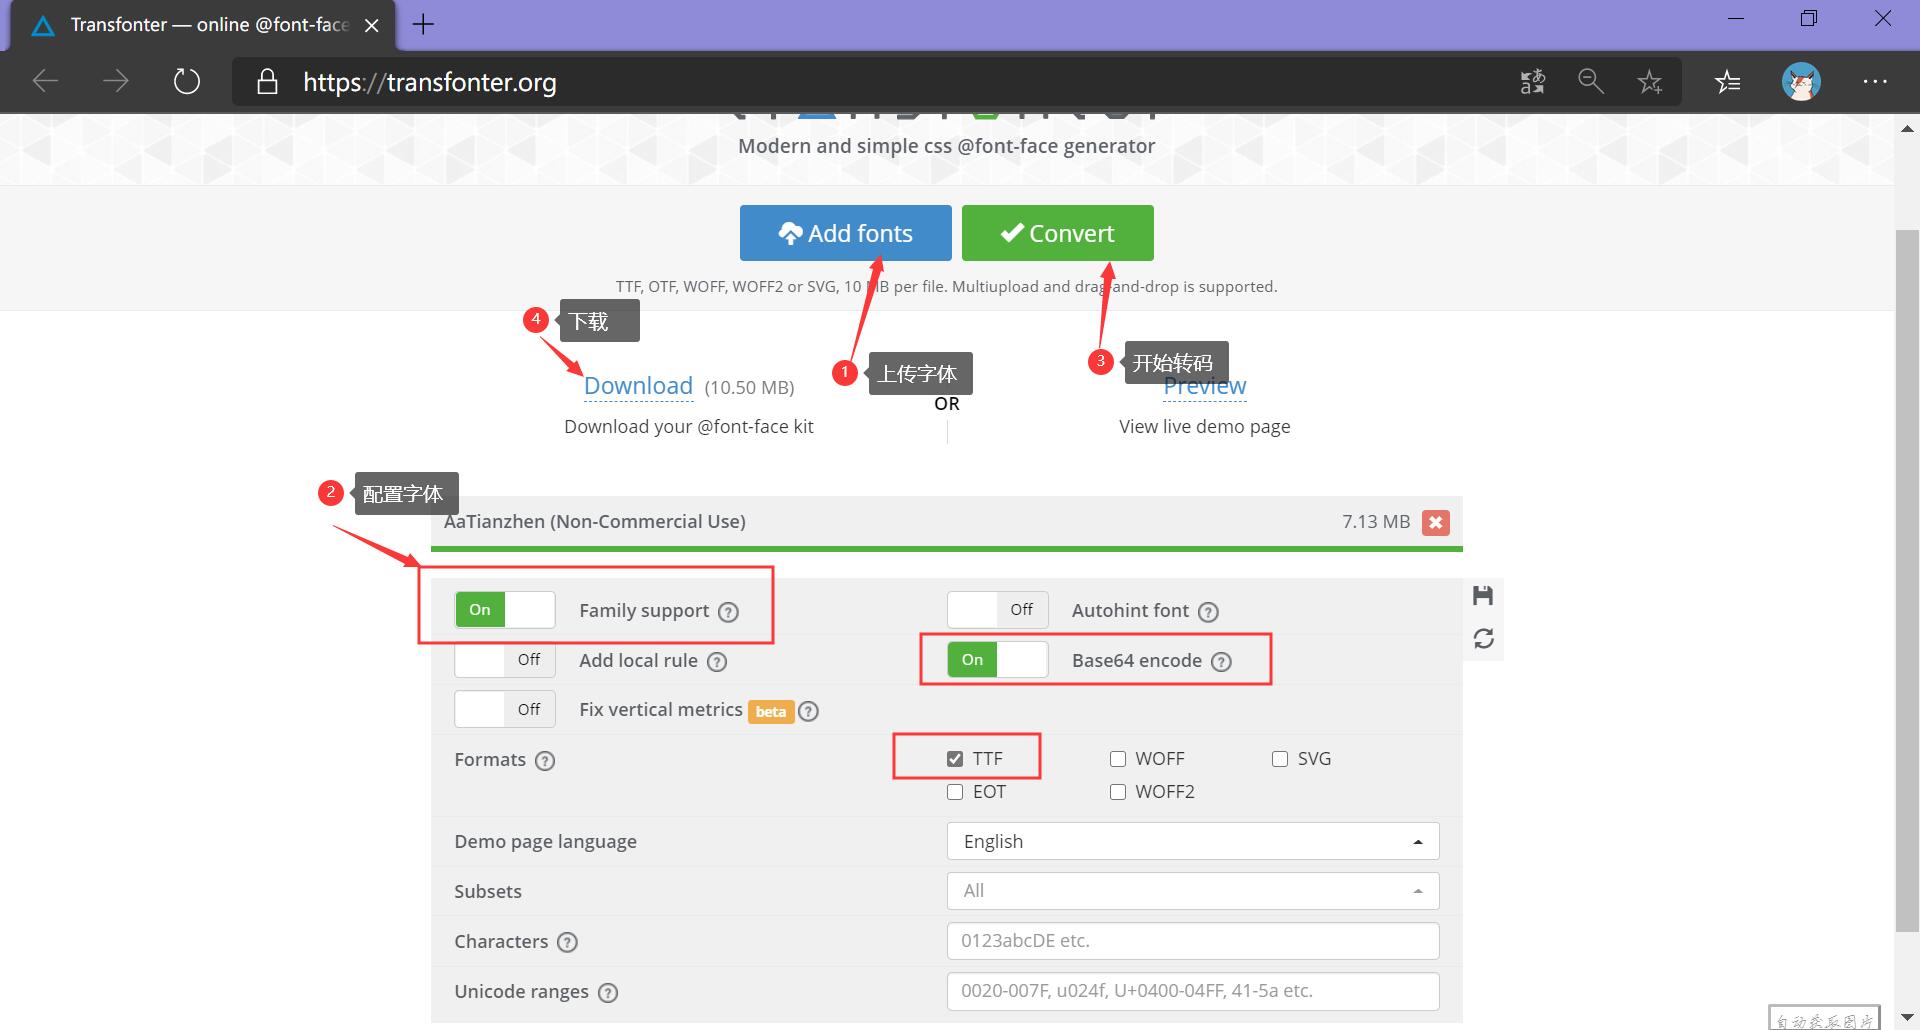 Transfonter — online @font-face
https://transfonter.org
Modern and simple css @font-face generator
Add fonts
Convert
TTF, OTF, WOFF, WOFF2 or SVG, 10 MB per file. Multiupload and drag-and-drop is supported.
4 下载
1 上传字体
3 开始转码
Download (10.50 MB)
Preview
OR
Download your @font-face kit
View live demo page
2 配置字体
AaTianzhen (Non-Commercial Use) 7.13 MB
On Family support ?
Off Autohint font ?
Off Add local rule ?
On Base64 encode ?
Off Fix vertical metrics beta ?
Formats ?
TTF WOFF SVG
EOT WOFF2
Demo page language English
Subsets All
Characters ? 0123abcDE etc.
Unicode ranges ? 0020-007F, u024f, U+0400-04FF, 41-5a etc.
自动获取图片